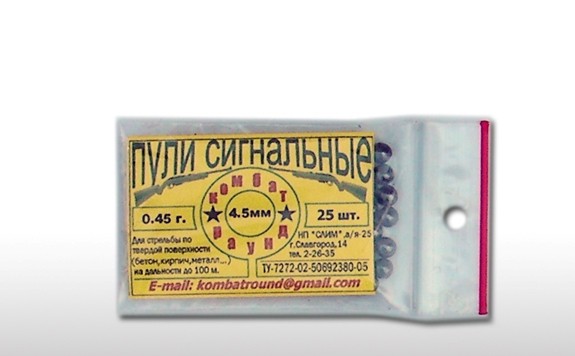 ПУЛИ СИГНАЛЬНЫЕ
Комбат
0.45 г.
4.5мм
25 шт.
раунд
Для стрельбы по
твердой поверхности
(бетон,кирпич,металл...)
на дальности до 100 м.
НП "СЛИМ",а/я-25
г.Славгород,14
тел. 2-26-35
ТУ-7272-02-50692380-05
E-mail: kombatround@gmail.com